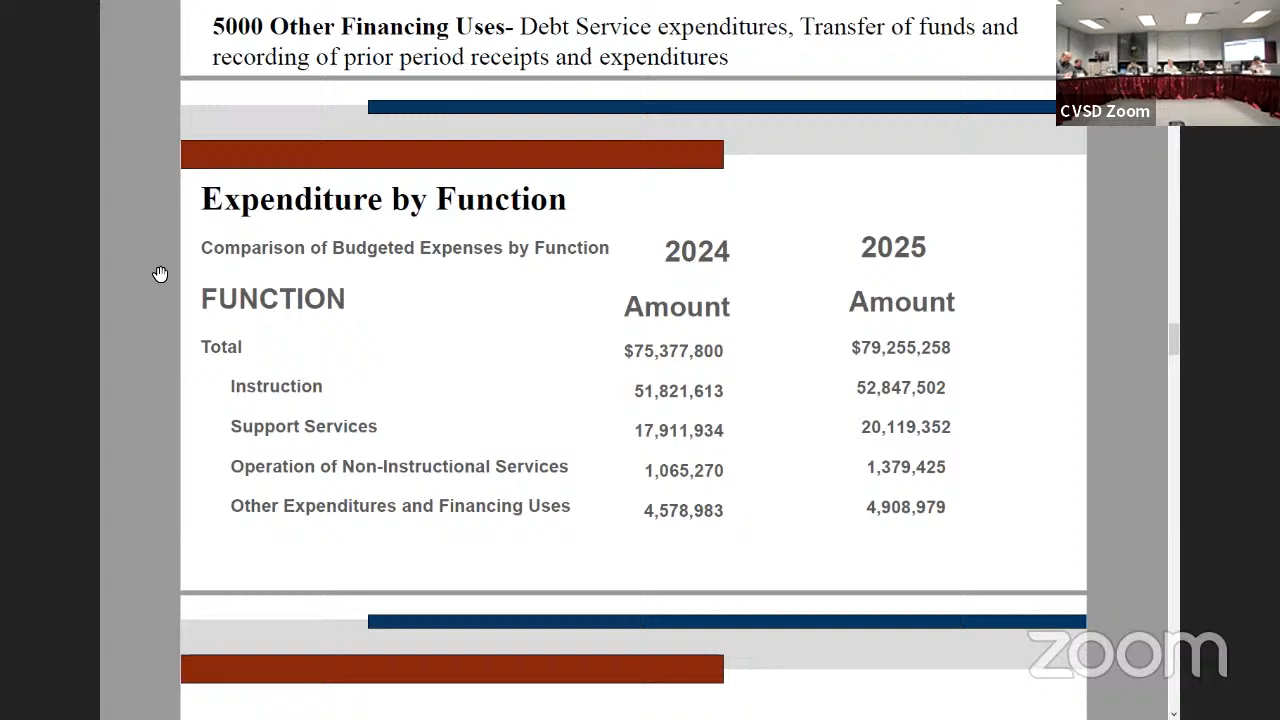 5000 Other Financing Uses- Debt Service expenditures, Transfer of funds and
recording of prior period receipts and expenditures
CVSD Zoom
Expenditure by Function
Comparison of Budgeted Expenses by Function 2024 2025
FUNCTION Amount Amount
Total $75,377,800 $79,255,258
Instruction 51,821,613 52,847,502
Support Services 17,911,934 20,119,352
Operation of Non-Instructional Services 1,065,270 1,379,425
Other Expenditures and Financing Uses 4,578,983 4,908,979
zoom